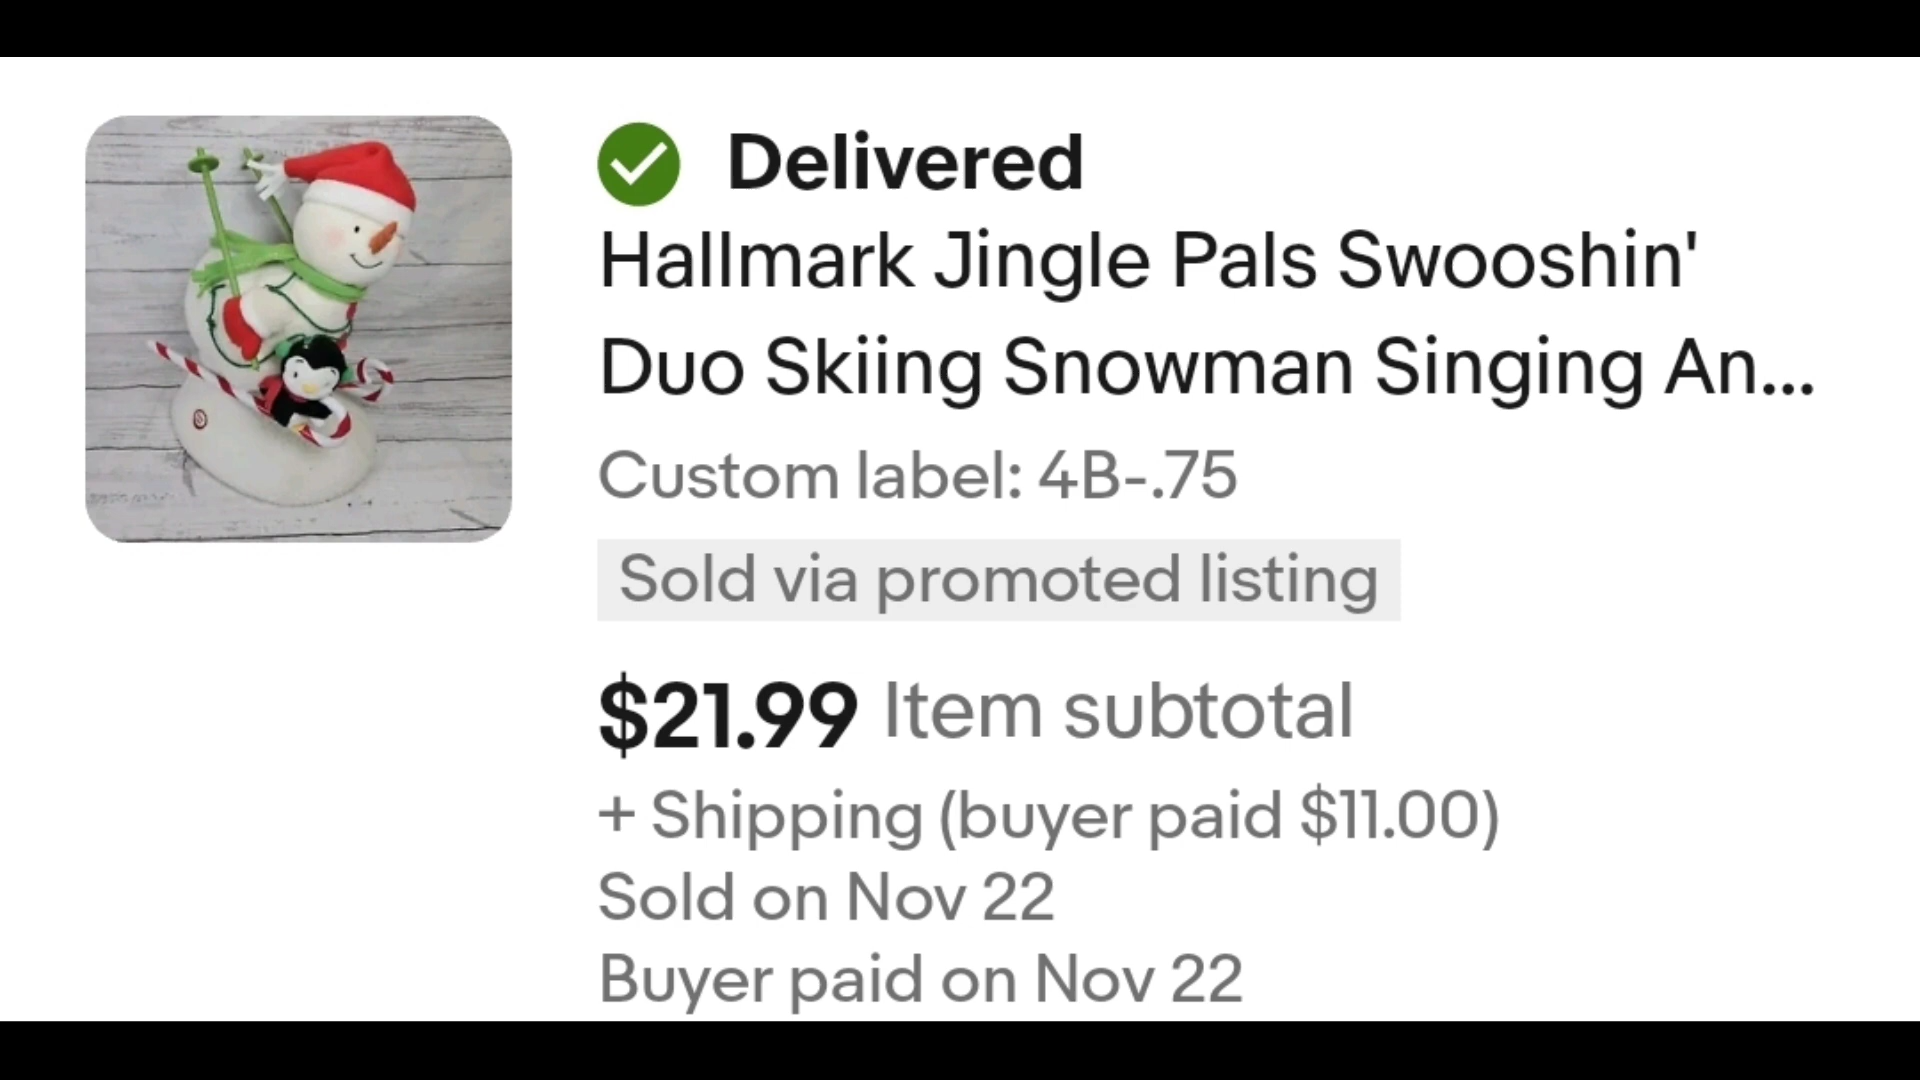 Delivered
Hallmark Jingle Pals Swooshin'
Duo Skiing Snowman Singing An...
Custom label: 4B-.75
Sold via promoted listing
$21.99 Item subtotal
+ Shipping (buyer paid $11.00)
Sold on Nov 22
Buyer paid on Nov 22